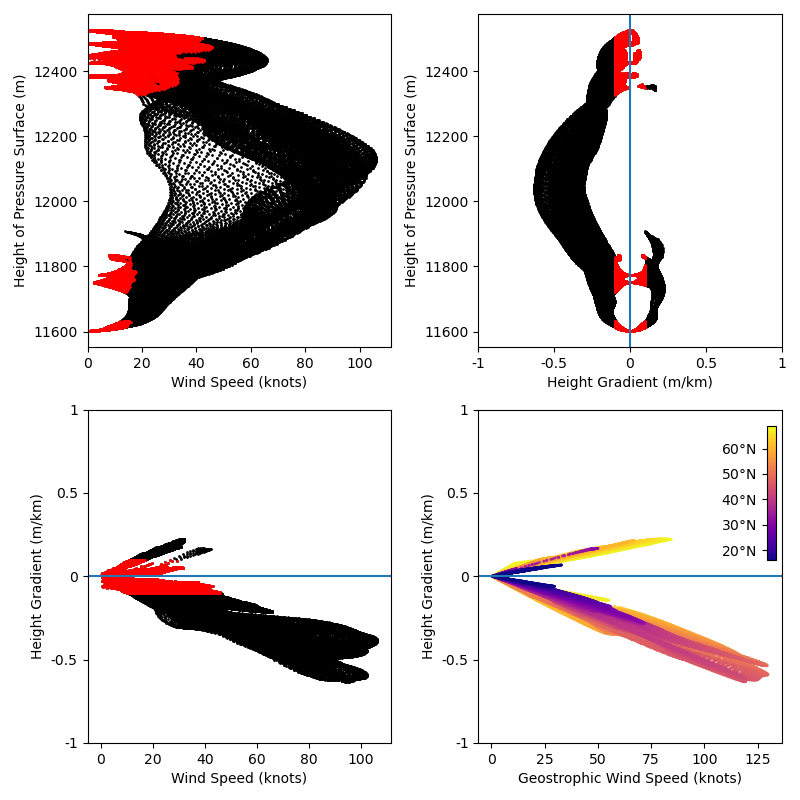 Height of Pressure Surface (m)
12400
12200
12000
11800
11600
0 20 40 60 80 100
Wind Speed (knots)
Height of Pressure Surface (m)
12400
12200
12000
11800
11600
-1 -0.5 0 0.5 1
Height Gradient (m/km)
Height Gradient (m/km)
1
0.5
0
-0.5
-1
0 20 40 60 80 100
Wind Speed (knots)
Height Gradient (m/km)
1
0.5
0
-0.5
-1
60°N
50°N
40°N
30°N
20°N
0 25 50 75 100 125
Geostrophic Wind Speed (knots)